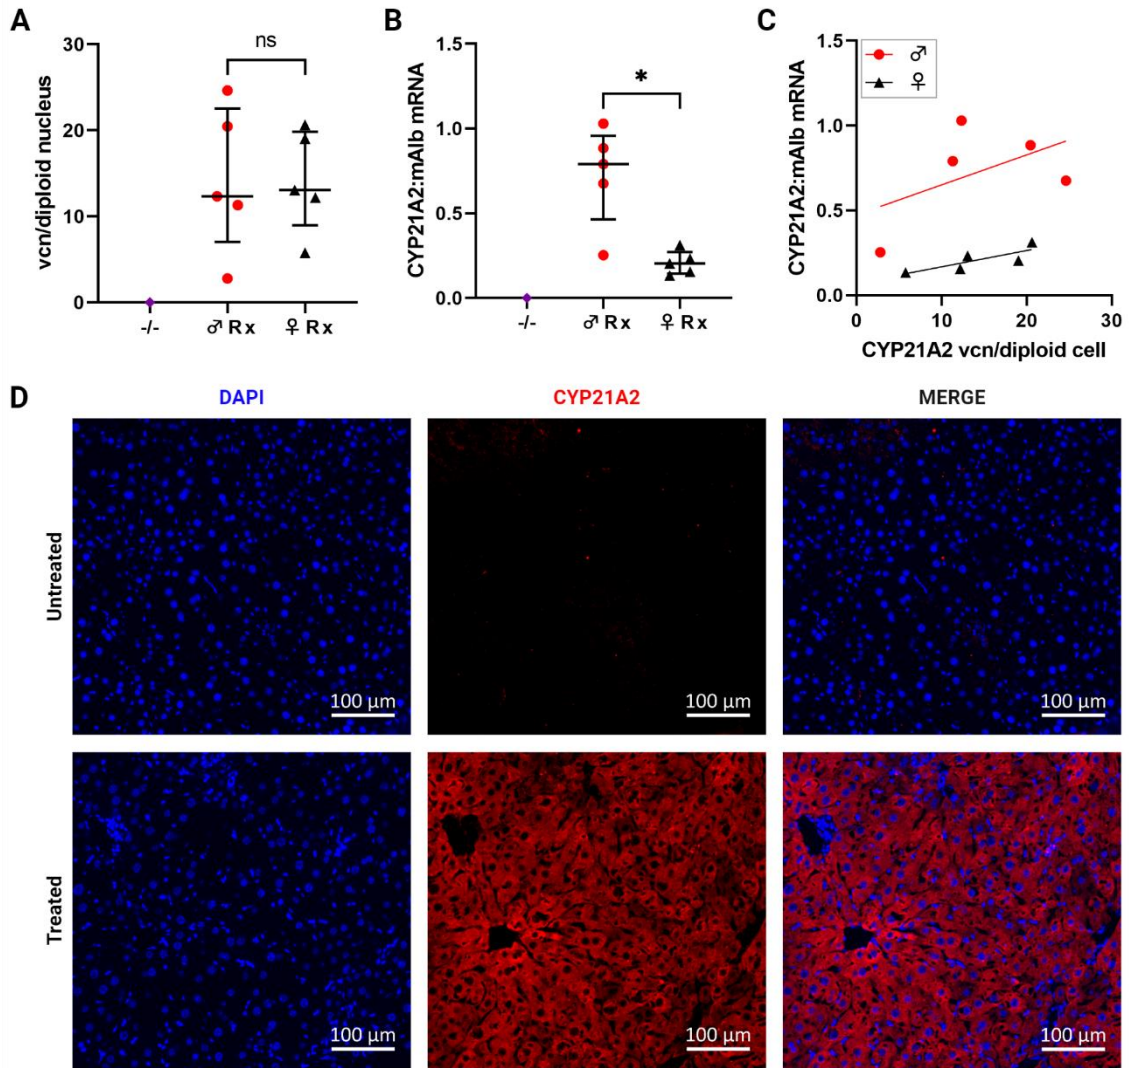 A
vcn/diploid nucleus
30
20
10
0
ns
-/-
♂ Rx
♀ Rx
B
CYP21A2:mAlb mRNA
1.5
1.0
0.5
0.0
*
-/-
♂ Rx
♀ Rx
C
CYP21A2:mAlb mRNA
1.5
1.0
0.5
0.0
♂
♀
0 10 20 30
CYP21A2 vcn/diploid cell
D
DAPI CYP21A2 MERGE
Untreated
100 µm 100 µm 100 µm
Treated
100 µm 100 µm 100 µm